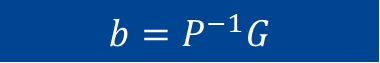 b = P⁻¹G